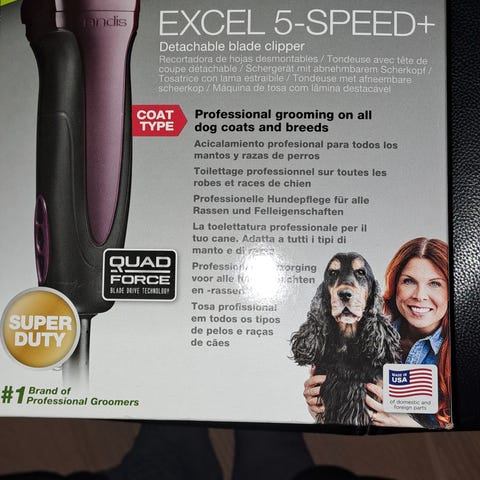 andis
EXCEL 5-SPEED+
Detachable blade clipper
Recortadora de hojas desmontables / Tondeuse avec tête de
coupe détachable / Schergerät mit abnehmbarem Scherkopf /
Tosatrice con lama estraibile / Tondeuse met afneembare
scheerkop / Máquina de tosa com lâmina destacável
COAT
TYPE
Professional grooming on all
dog coats and breeds
Acicalamiento profesional para todos los
mantos y razas de perros
Toilettage professionnel sur toutes les
robes et races de chien
Professionelle Hundepflege für alle
Rassen und Felleigenschaften
La toelettatura professionale per il
tuo cane. Adatta a tutti i tipi di
manto e di
voor alle
en -rassen
Tosa profissional
em todos os tipos
de pelos e raças
de cães
QUAD
FORCE
BLADE DRIVE TECHNOLOGY
SUPER
DUTY
#1 Brand of
Professional Groomers
MADE IN
USA
of domestic and
foreign parts